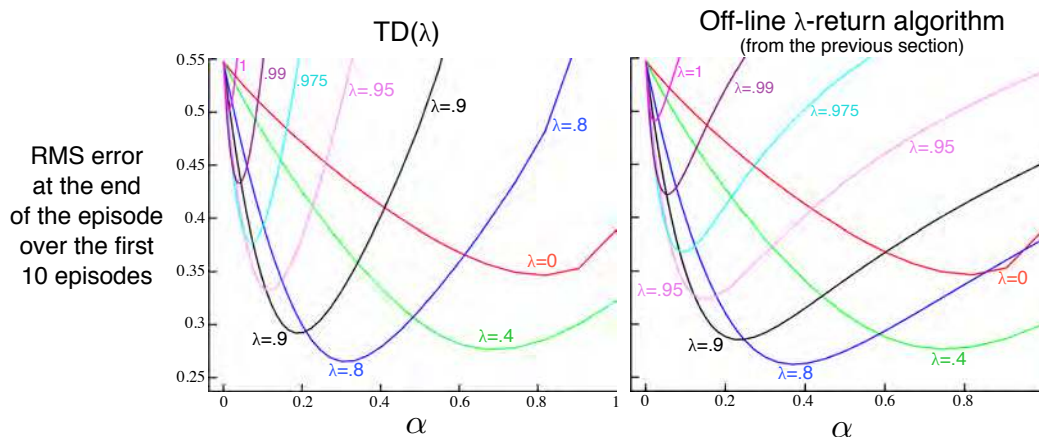 TD(λ)
Off-line λ-return algorithm
(from the previous section)
RMS error
at the end
of the episode
over the first
10 episodes
0.55
0.5
0.45
0.4
0.35
0.3
0.25
1
.99
.975
λ=.95
λ=.9
λ=.8
λ=0
λ=.4
λ=.9
λ=.8
0
0.2
0.4
0.6
0.8
1
α
λ=1
λ=.99
λ=.975
λ=.95
λ=.95
λ=0
λ=.9
λ=.4
λ=.8
0
0.2
0.4
0.6
0.8
α